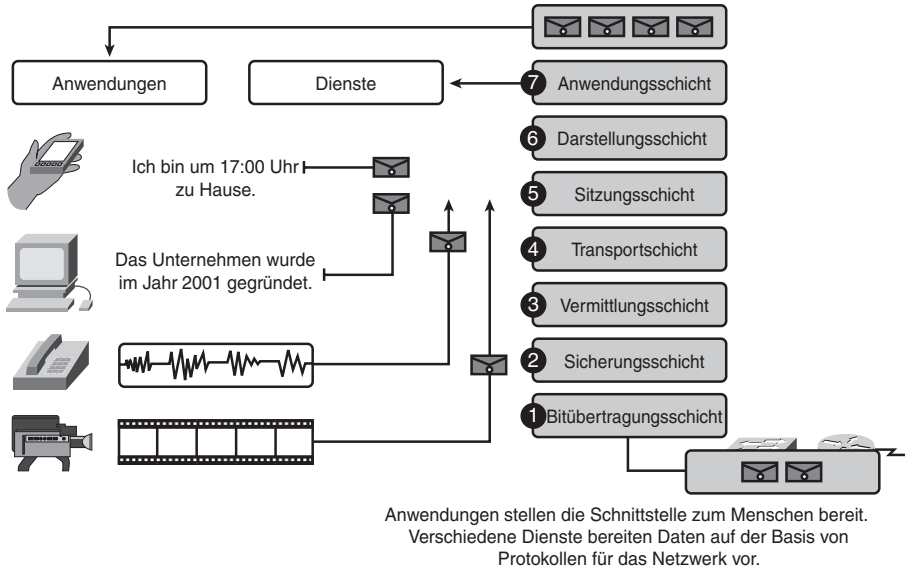 Anwendungen
Dienste
7 Anwendungsschicht
6 Darstellungsschicht
Ich bin um 17:00 Uhr
zu Hause.
5 Sitzungsschicht
4 Transportschicht
Das Unternehmen wurde
im Jahr 2001 gegründet.
3 Vermittlungsschicht
2 Sicherungsschicht
1 Bitübertragungsschicht
Anwendungen stellen die Schnittstelle zum Menschen bereit.
Verschiedene Dienste bereiten Daten auf der Basis von
Protokollen für das Netzwerk vor.